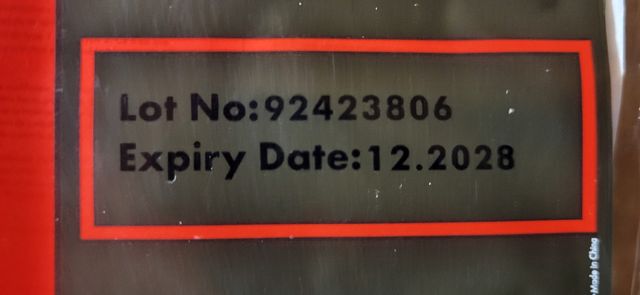 Lot No:92423806
Expiry Date:12.2028
Made in China